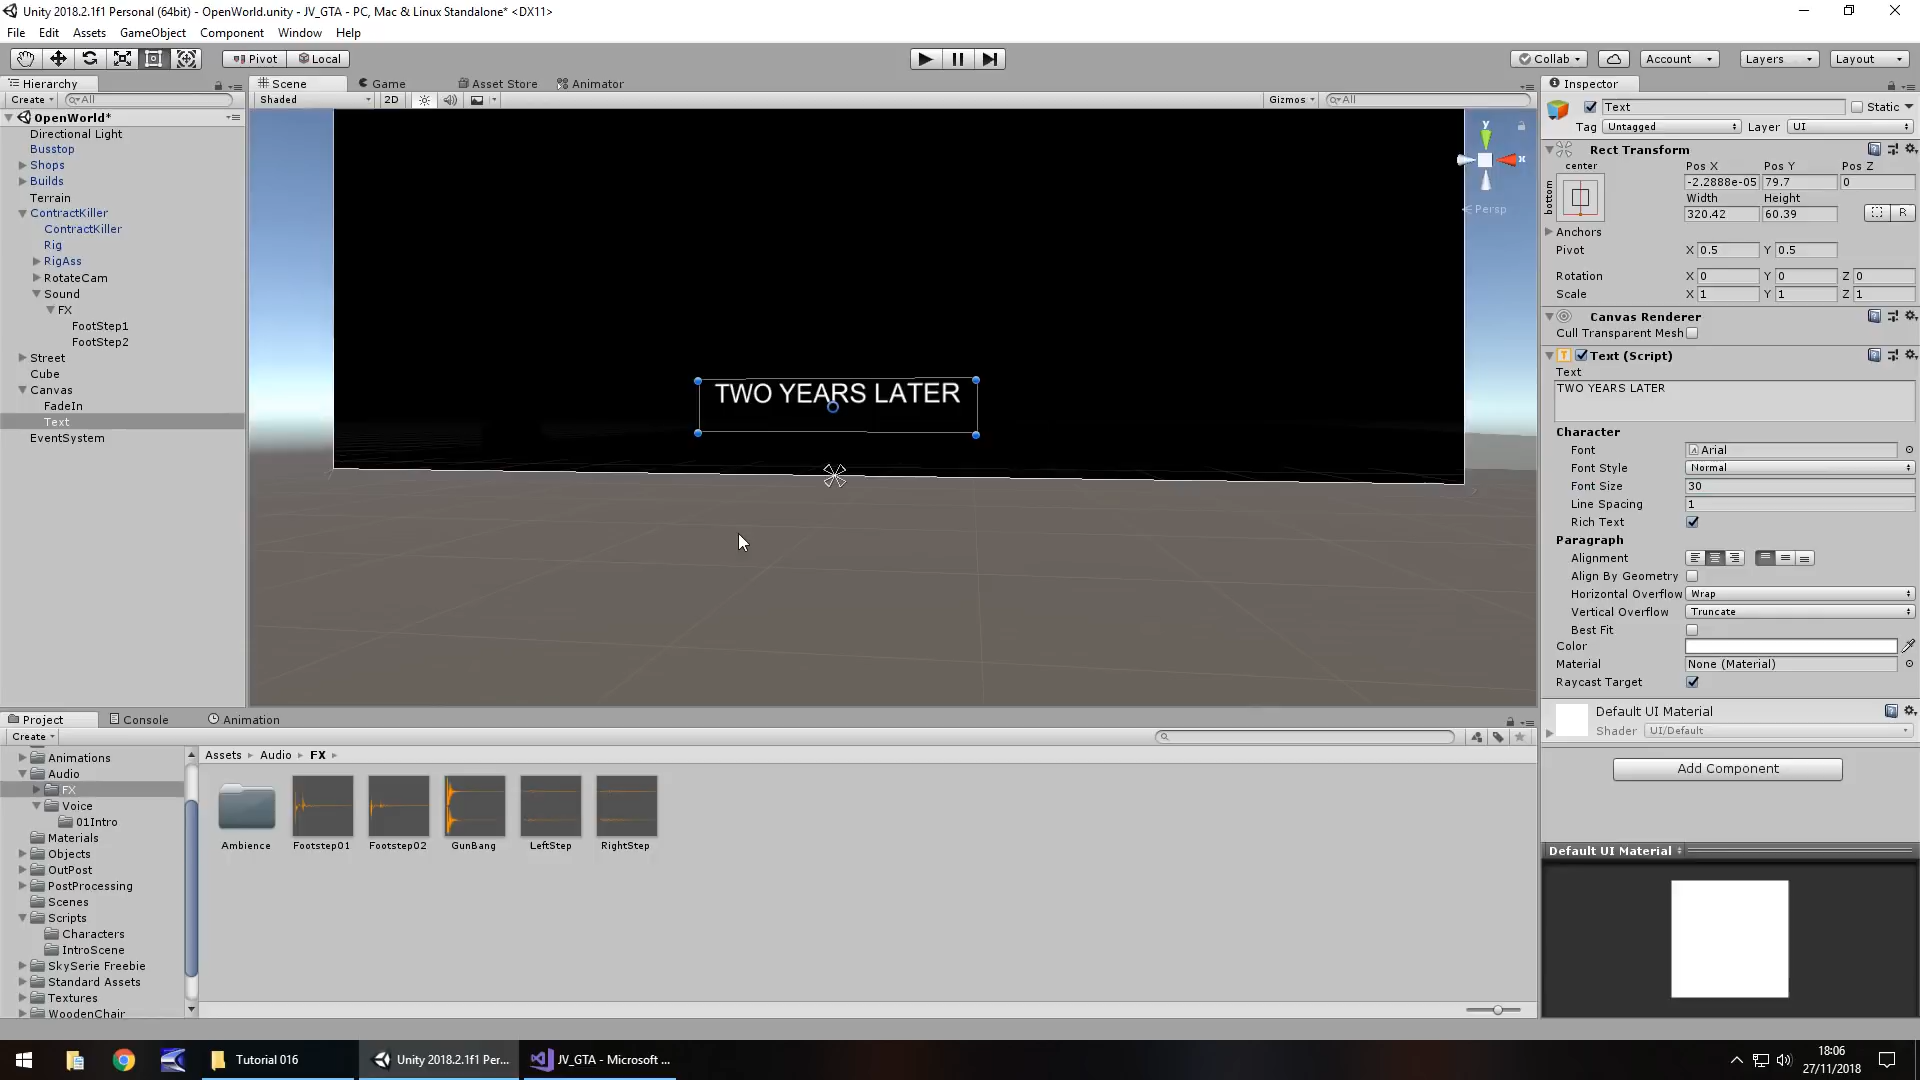 Unity 2018.2.1f1 Personal (64bit) - OpenWorld.unity - JV_GTA - PC, Mac & Linux Standalone* <DX11>
File Edit Assets GameObject Component Window Help
Pivot Local Collab Account Layers Layout
Hierarchy
Create All
OpenWorld*
Directional Light
Busstop
Shops
Builds
Terrain
ContractKiller
ContractKiller
Rig
RigAss
RotateCam
Sound
FX
FootStep1
FootStep2
Street
Cube
Canvas
FadeIn
Text
EventSystem
Scene Game Asset Store Animator
Shaded 2D Gizmos All
y
x
Persp
TWO YEARS LATER
Inspector
Text Static
Tag Untagged Layer UI
Rect Transform
center Pos X Pos Y Pos Z
bottom
-2.2888e-05 79.7 0
Width Height
320.42 60.39 R
Anchors
Pivot X 0.5 Y 0.5
Rotation X 0 Y 0 Z 0
Scale X 1 Y 1 Z 1
Canvas Renderer
Cull Transparent Mesh
Text (Script)
Text
TWO YEARS LATER
Character
Font Arial
Font Style Normal
Font Size 30
Line Spacing 1
Rich Text
Paragraph
Alignment
Align By Geometry
Horizontal Overflow Wrap
Vertical Overflow Truncate
Best Fit
Color
Material None (Material)
Raycast Target
Default UI Material
Shader UI/Default
Add Component
Default UI Material
Project Console Animation
Create
Animations
Audio
FX
Voice
01Intro
Materials
Objects
OutPost
PostProcessing
Scenes
Scripts
Characters
IntroScene
SkySerie Freebie
Standard Assets
Textures
WoodenChair
Assets FX
Ambience Footstep01 Footstep02 GunBang LeftStep RightStep
Tutorial 016
Unity 2018.2.1f1 Per...
JV_GTA - Microsoft ...
18:06
27/11/2018